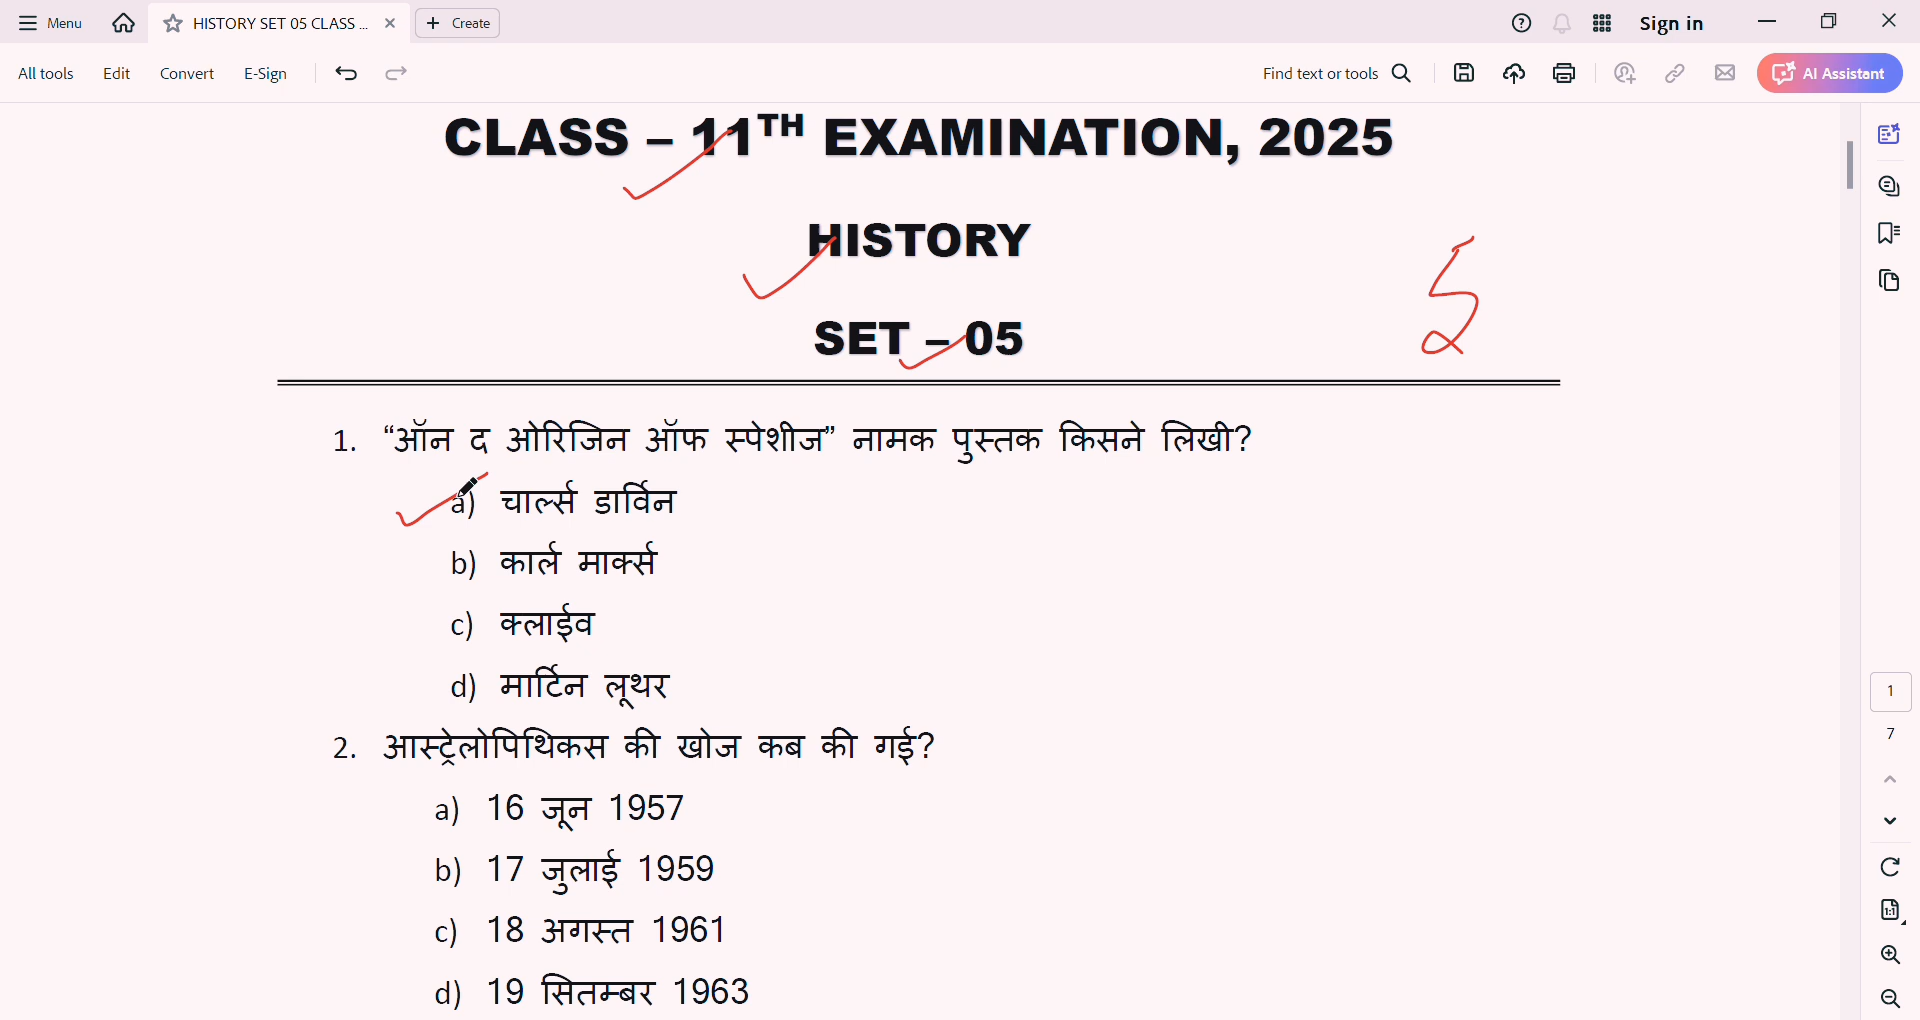 Menu
HISTORY SET 05 CLASS ...
Create
Sign in
All tools Edit Convert E-Sign
Find text or tools
AI Assistant
CLASS – 11TH EXAMINATION, 2025
HISTORY
SET – 05
5
1. “ऑन द ओरिजिन ऑफ स्पेशीज” नामक पुस्तक किसने लिखी?
a) चार्ल्स डार्विन
b) कार्ल मार्क्स
c) क्लाईव
d) मार्टिन लूथर
2. आस्ट्रेलोपिथिकस की खोज कब की गई?
a) 16 जून 1957
b) 17 जुलाई 1959
c) 18 अगस्त 1961
d) 19 सितम्बर 1963
1
7